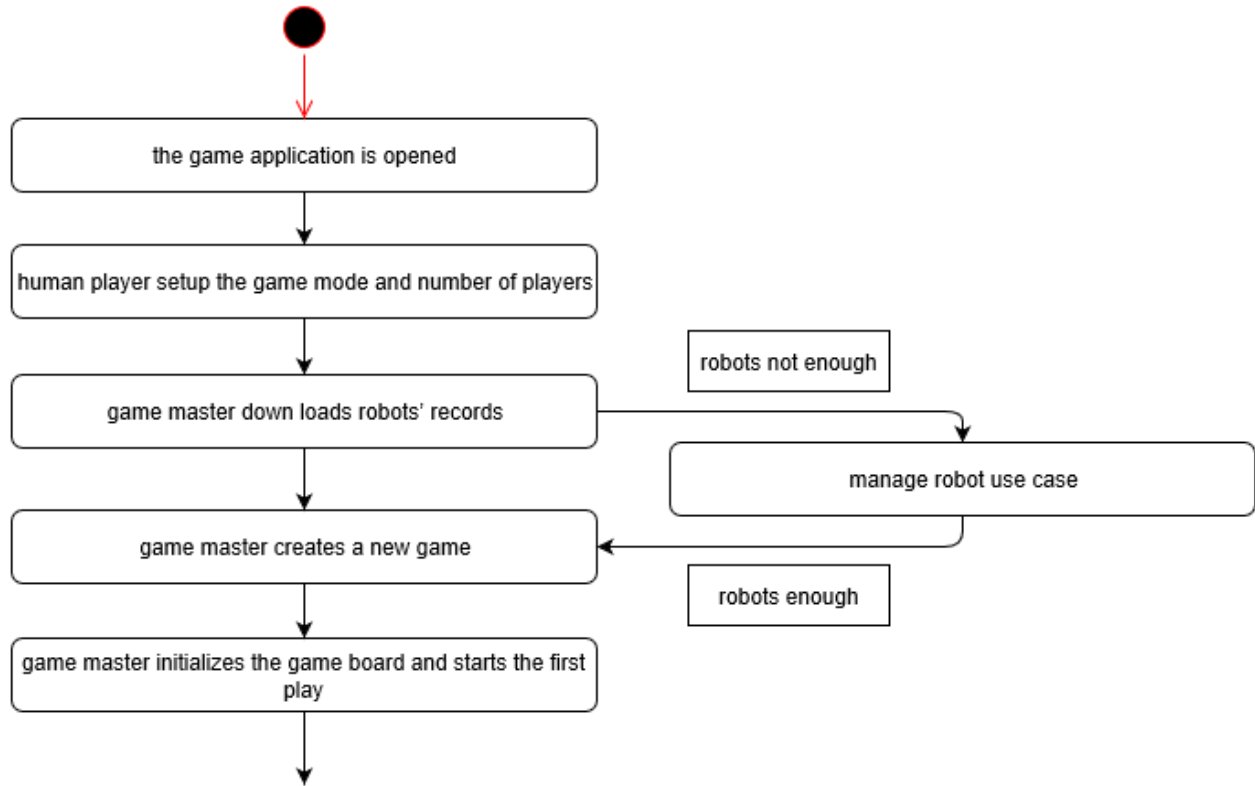 the game application is opened
human player setup the game mode and number of players
robots not enough
game master down loads robots’ records
manage robot use case
game master creates a new game
robots enough
game master initializes the game board and starts the first
play